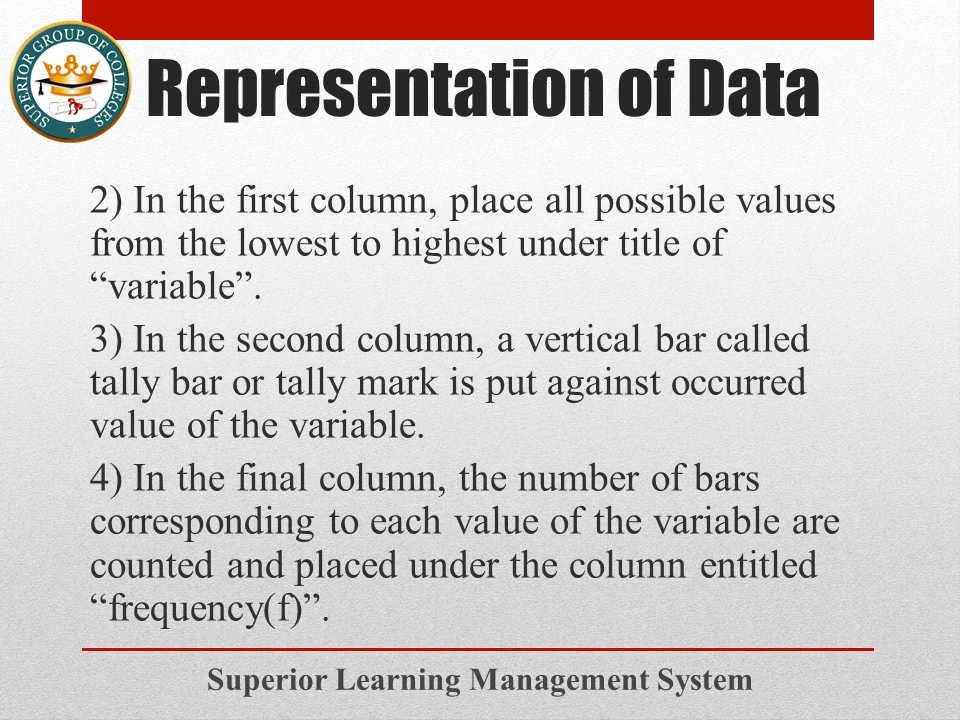 SUPERIOR GROUP OF COLLEGES
Representation of Data
2) In the first column, place all possible values
from the lowest to highest under title of
“variable”.
3) In the second column, a vertical bar called
tally bar or tally mark is put against occurred
value of the variable.
4) In the final column, the number of bars
corresponding to each value of the variable are
counted and placed under the column entitled
“frequency(f)”.
Superior Learning Management System